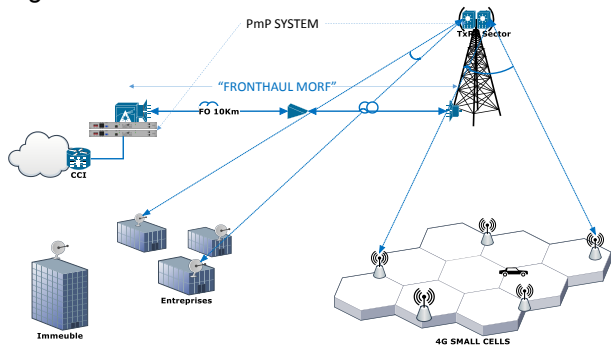 PmP SYSTEM
TxRx Sector
“FRONTHAUL MORF”
FO 10Km
CCI
Entreprises
Immeuble
4G SMALL CELLS